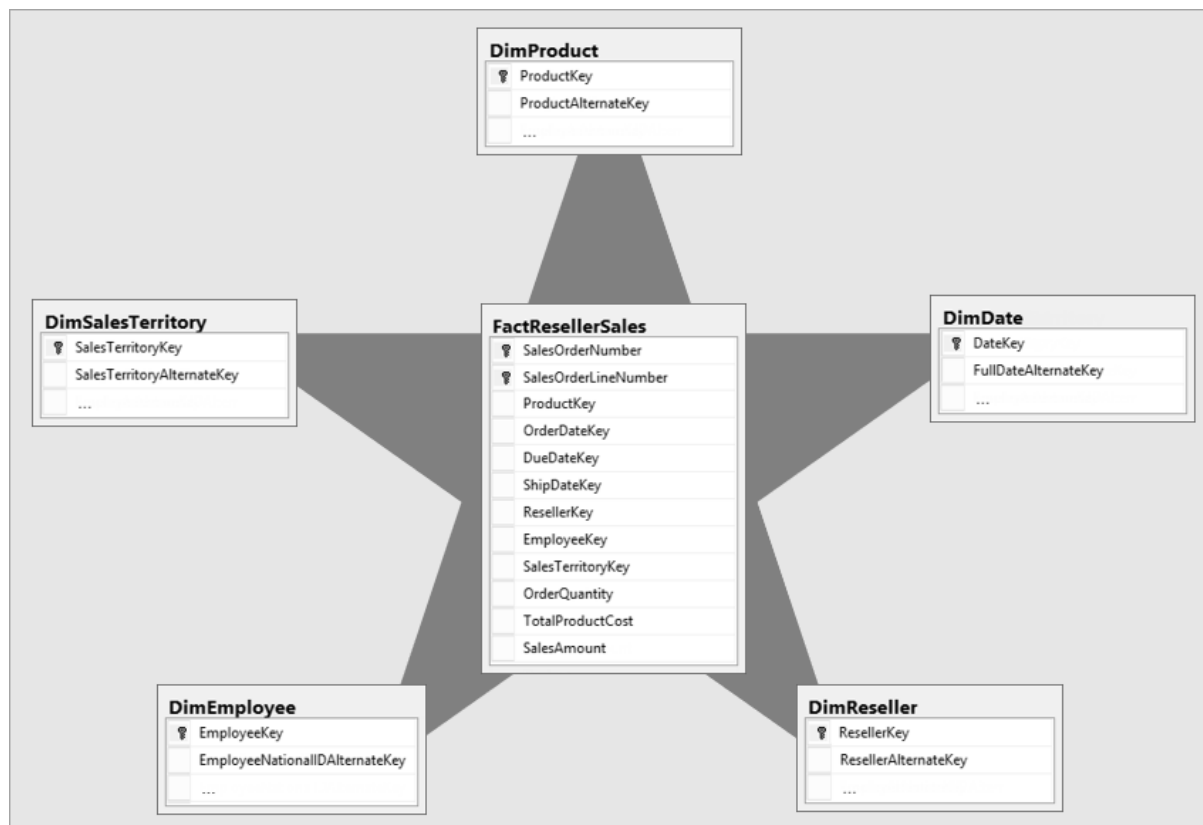 DimProduct
ProductKey
ProductAlternateKey
...
DimSalesTerritory
SalesTerritoryKey
SalesTerritoryAlternateKey
...
FactResellerSales
SalesOrderNumber
SalesOrderLineNumber
ProductKey
OrderDateKey
DueDateKey
ShipDateKey
ResellerKey
EmployeeKey
SalesTerritoryKey
OrderQuantity
TotalProductCost
SalesAmount
DimDate
DateKey
FullDateAlternateKey
...
DimEmployee
EmployeeKey
EmployeeNationalIDAlternateKey
...
DimReseller
ResellerKey
ResellerAlternateKey
...